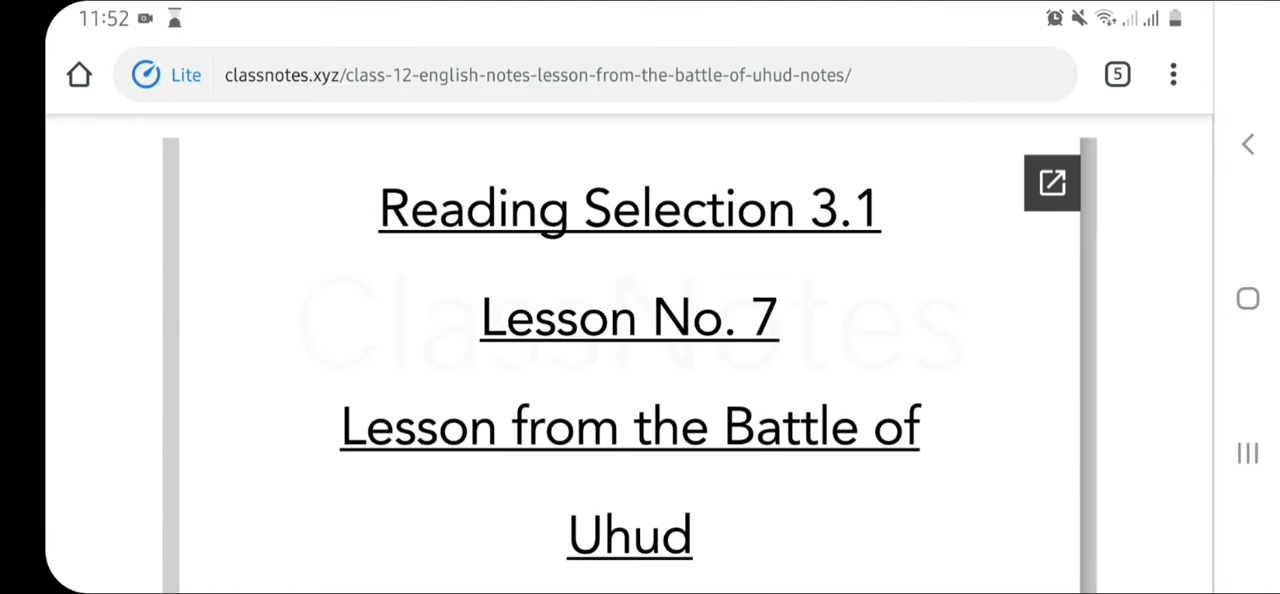 11:52
Lite classnotes.xyz/class-12-english-notes-lesson-from-the-battle-of-uhud-notes/ 5
Reading Selection 3.1
ClassNotes
Lesson No. 7
Lesson from the Battle of
Uhud